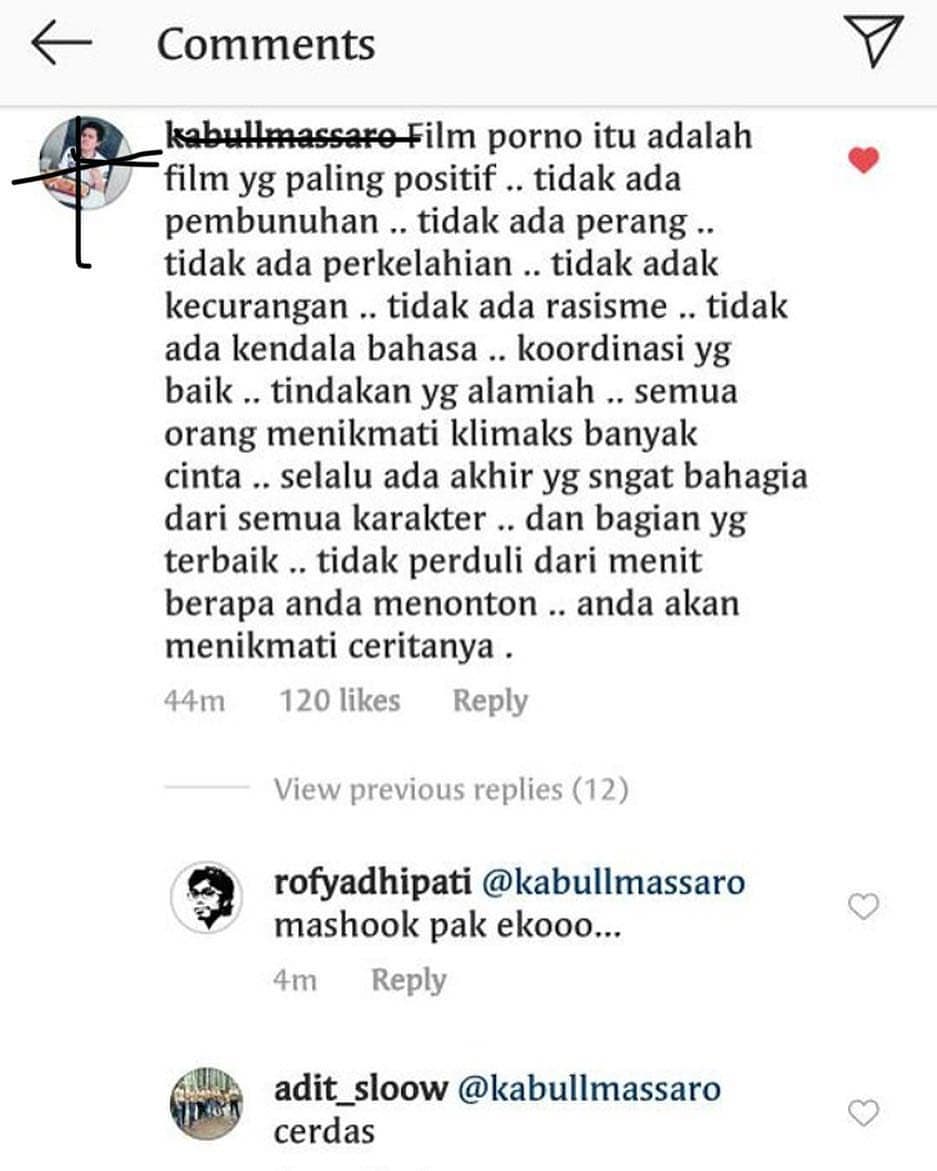 Comments
kabullmassaro Film porno itu adalah
film yg paling positif .. tidak ada
pembunuhan .. tidak ada perang ..
tidak ada perkelahian .. tidak adak
kecurangan .. tidak ada rasisme .. tidak
ada kendala bahasa .. koordinasi yg
baik .. tindakan yg alamiah .. semua
orang menikmati klimaks banyak
cinta .. selalu ada akhir yg sngat bahagia
dari semua karakter .. dan bagian yg
terbaik .. tidak perduli dari menit
berapa anda menonton .. anda akan
menikmati ceritanya .
44m 120 likes Reply
View previous replies (12)
rofyadhipati @kabullmassaro
mashook pak ekooo...
4m Reply
adit_sloow @kabullmassaro
cerdas